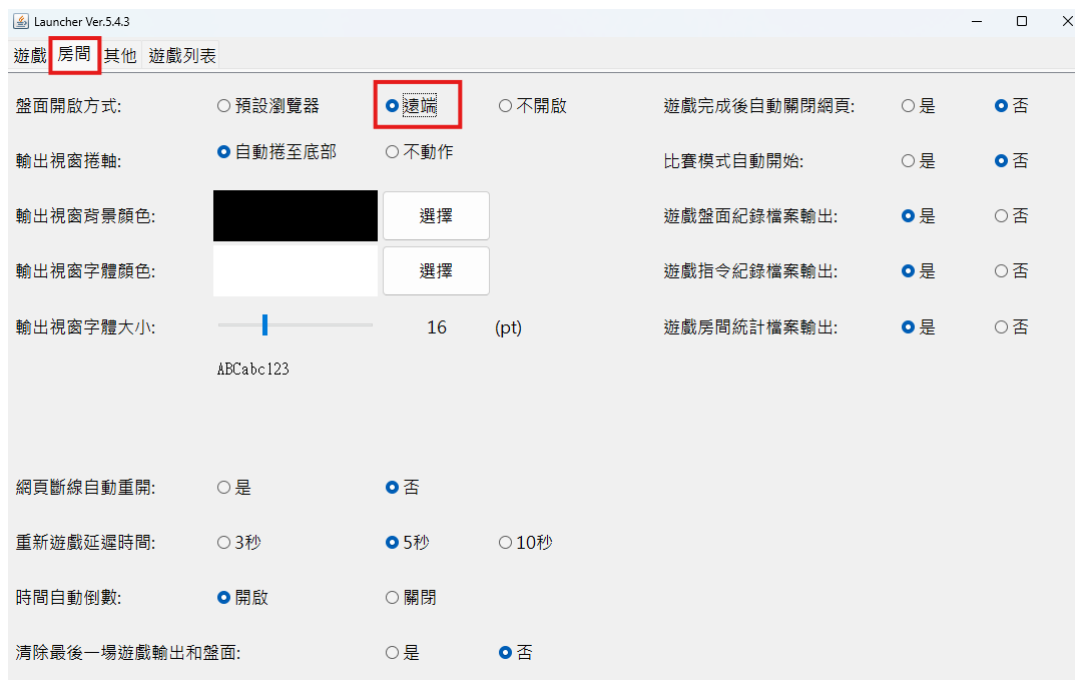 Launcher Ver.5.4.3
遊戲 房間 其他 遊戲列表
盤面開啟方式: 預設瀏覽器 遠端 不開啟 遊戲完成後自動關閉網頁: 是 否
輸出視窗捲軸: 自動捲至底部 不動作 比賽模式自動開始: 是 否
輸出視窗背景顏色: 選擇 遊戲盤面紀錄檔案輸出: 是 否
輸出視窗字體顏色: 選擇 遊戲指令紀錄檔案輸出: 是 否
輸出視窗字體大小: 16 (pt) 遊戲房間統計檔案輸出: 是 否
ABCabc123
網頁斷線自動重開: 是 否
重新遊戲延遲時間: 3秒 5秒 10秒
時間自動倒數: 開啟 關閉
清除最後一場遊戲輸出和盤面: 是 否